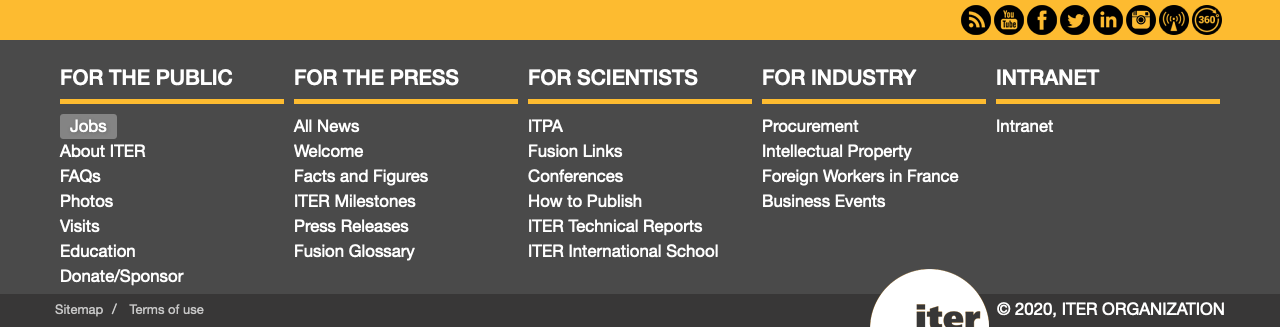 You Tube
in
360°
FOR THE PUBLIC
Jobs
About ITER
FAQs
Photos
Visits
Education
Donate/Sponsor
FOR THE PRESS
All News
Welcome
Facts and Figures
ITER Milestones
Press Releases
Fusion Glossary
FOR SCIENTISTS
ITPA
Fusion Links
Conferences
How to Publish
ITER Technical Reports
ITER International School
FOR INDUSTRY
Procurement
Intellectual Property
Foreign Workers in France
Business Events
INTRANET
Intranet
Sitemap / Terms of use
iter
© 2020, ITER ORGANIZATION